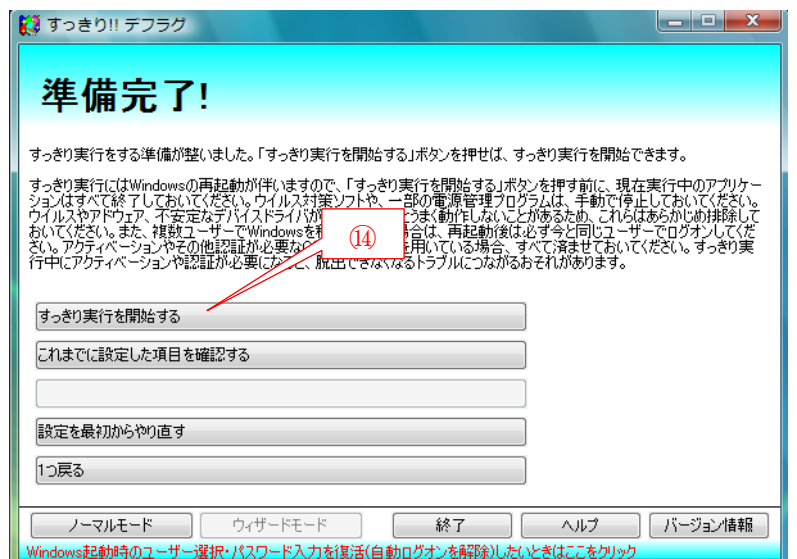 すっきり!! デフラグ
準備完了!
すっきり実行をする準備が整いました。「すっきり実行を開始する」ボタンを押せば、すっきり実行を開始できます。
すっきり実行にはWindowsの再起動が伴いますので、「すっきり実行を開始する」ボタンを押す前に、現在実行中のアプリケー
ションはすべて終了しておいてください。ウイルス対策ソフトや、一部の電源管理プログラムは、手動で停止しておいてください。
ウイルスやアドウェア、不安定なデバイスドライバが うまく動作しないことがあるため、これらはあらかじめ排除して
おいてください。また、複数ユーザーでWindowsを 場合は、再起動後は必ず今と同じユーザーでログオンしてくだ
さい。アクティベーションやその他認証が必要な を用いている場合、すべて済ませておいてください。すっきり実
行中にアクティベーションや認証が必要になると、脱出できなくなるトラブルにつながるおそれがあります。
⑭
すっきり実行を開始する
これまでに設定した項目を確認する
設定を最初からやり直す
1つ戻る
ノーマルモード ウィザードモード 終了 ヘルプ バージョン情報
Windows起動時のユーザー選択・パスワード入力を復活(自動ログオンを解除)したいときはここをクリック